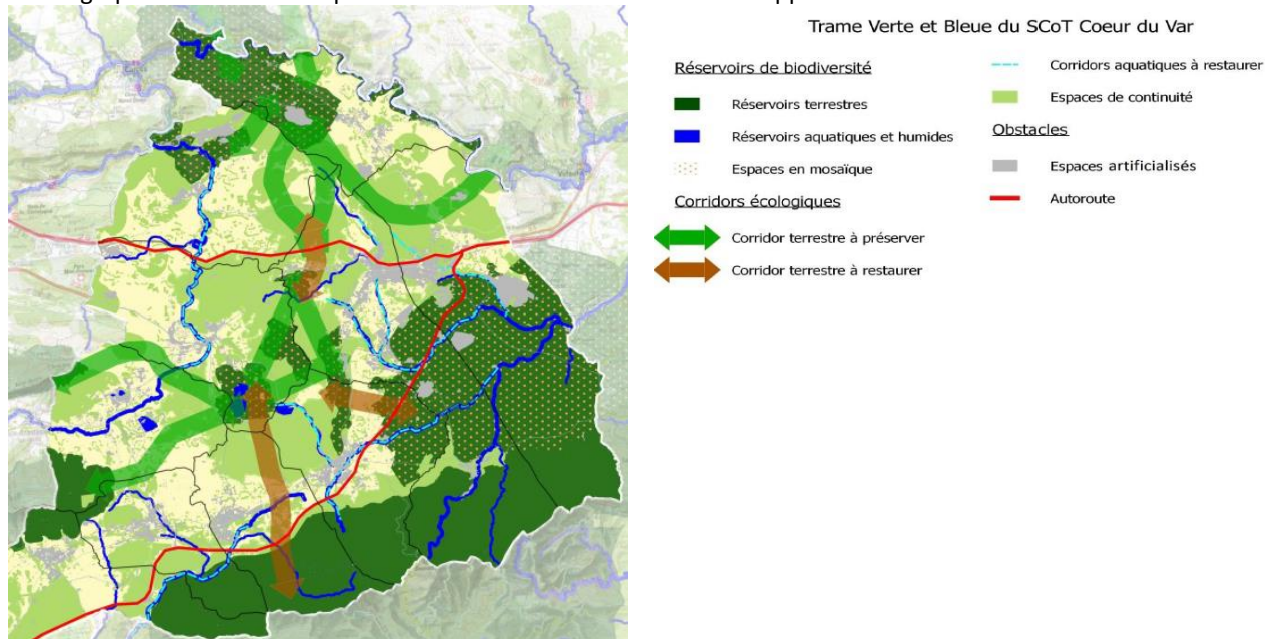 Trame Verte et Bleue du SCoT Coeur du Var
Réservoirs de biodiversité
Réservoirs terrestres
Réservoirs aquatiques et humides
Espaces en mosaïque
Corridors écologiques
Corridor terrestre à préserver
Corridor terrestre à restaurer
Corridors aquatiques à restaurer
Espaces de continuité
Obstacles
Espaces artificialisés
Autoroute